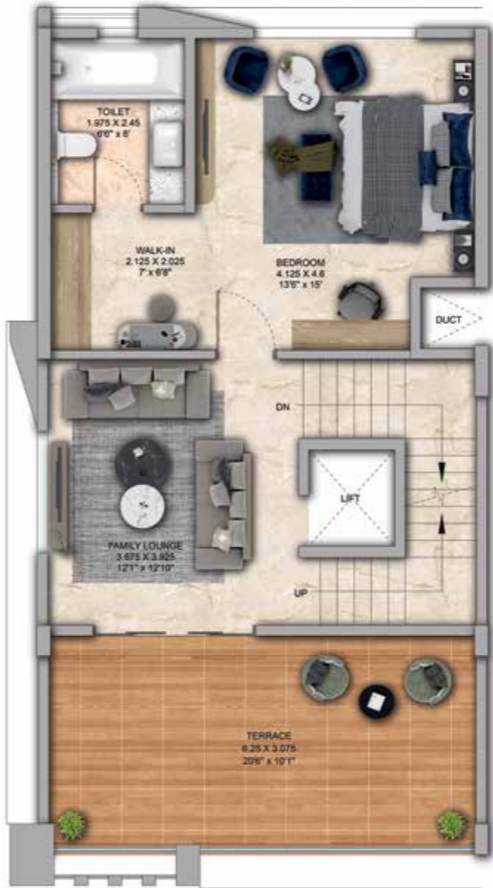 TOILET
1.975 X 2.45
6'6" x 8'
WALK-IN
2.125 X 2.025
7' x 6'8"
BEDROOM
4.125 X 4.6
13'6" x 15'
DUCT
DN
LIFT
FAMILY LOUNGE
3.675 X 3.925
12'1" x 12'10"
UP
TERRACE
6.25 X 3.075
20'6" x 10'1"